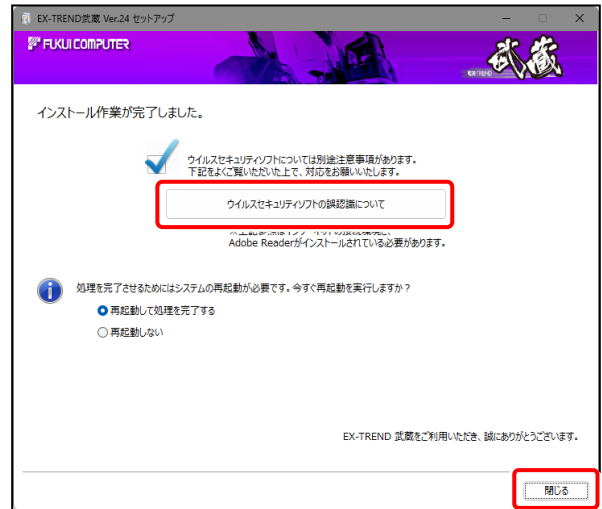 EX-TREND武蔵 Ver.24 セットアップ
FUKUI COMPUTER
EX-TREND 武蔵
インストール作業が完了しました。
ウイルスセキュリティソフトについては別途注意事項があります。
下記をよくご覧いただいた上で、対応をお願いいたします。
ウイルスセキュリティソフトの誤認識について
Adobe Readerがインストールされている必要があります。
処理を完了させるためにはシステムの再起動が必要です。今すぐ再起動を実行しますか？
再起動して処理を完了する
再起動しない
EX-TREND 武蔵をご利用いただき、誠にありがとうございます。
閉じる